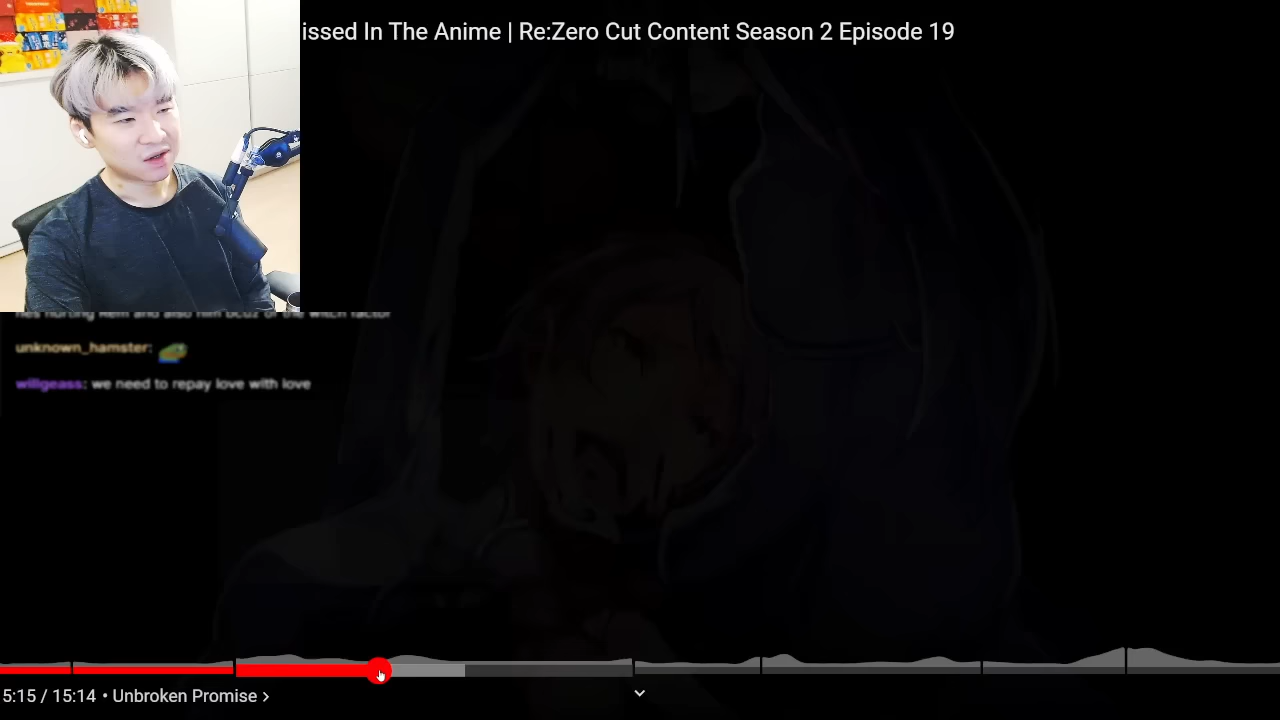 issed In The Anime | Re:Zero Cut Content Season 2 Episode 19
unknown_hamster:
willgeass: we need to repay love with love
5:15 / 15:14 • Unbroken Promise >